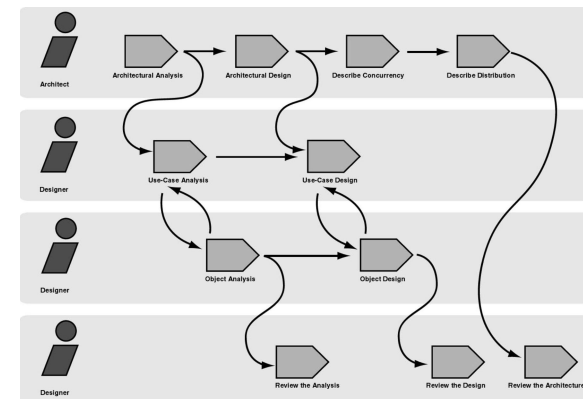 Architect
Architectural Analysis
Architectural Design
Describe Concurrency
Describe Distribution
Designer
Use-Case Analysis
Use-Case Design
Designer
Object Analysis
Object Design
Designer
Review the Analysis
Review the Design
Review the Architecture